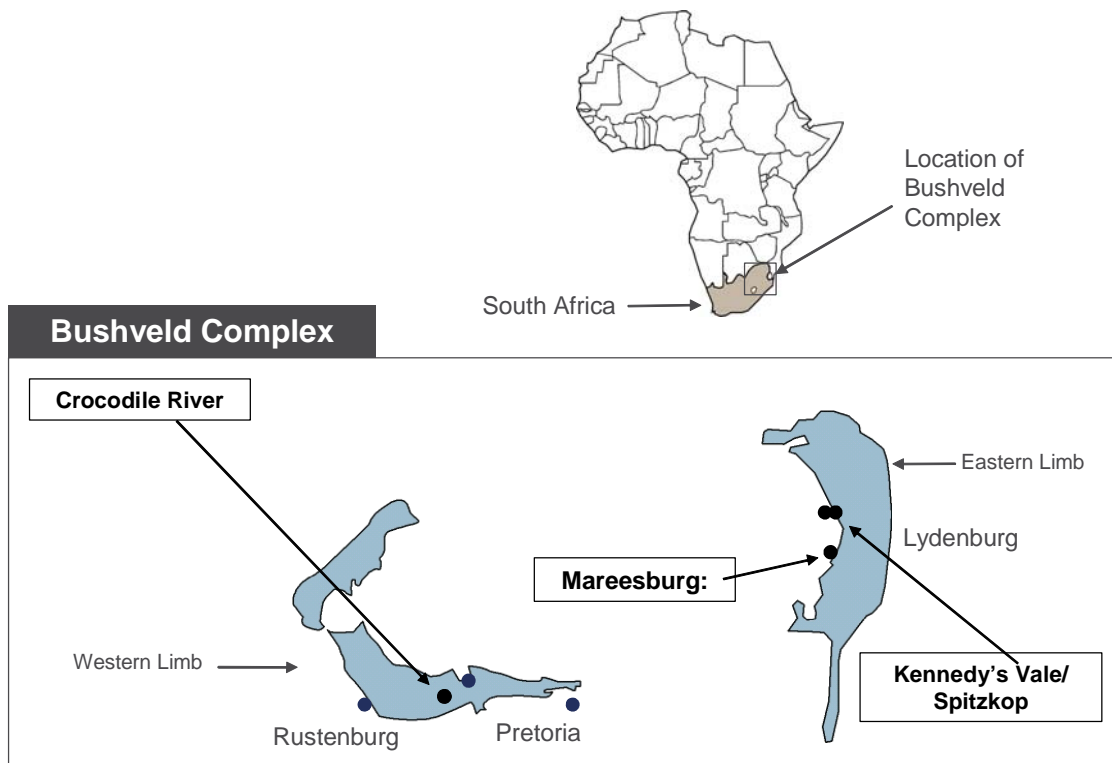 Location of
Bushveld
Complex
South Africa
Bushveld Complex
Crocodile River
Eastern Limb
Lydenburg
Mareesburg:
Western Limb
Kennedy's Vale/
Spitzkop
Rustenburg
Pretoria